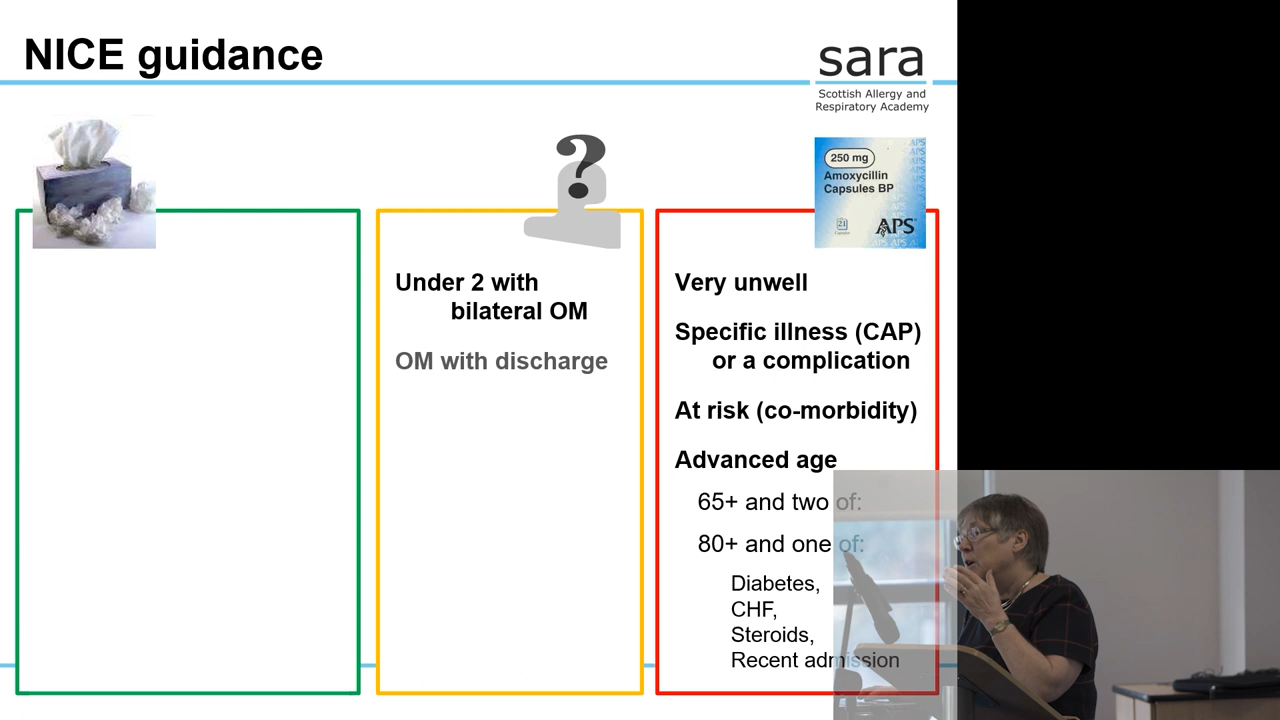 NICE guidance
sara
Scottish Allergy and
Respiratory Academy
?
250 mg
Amoxycillin
Capsules BP
21
Capsules
APS
Under 2 with
bilateral OM
OM with discharge
Very unwell
Specific illness (CAP)
or a complication
At risk (co-morbidity)
Advanced age
65+ and two of:
80+ and one of:
Diabetes,
CHF,
Steroids,
Recent admission